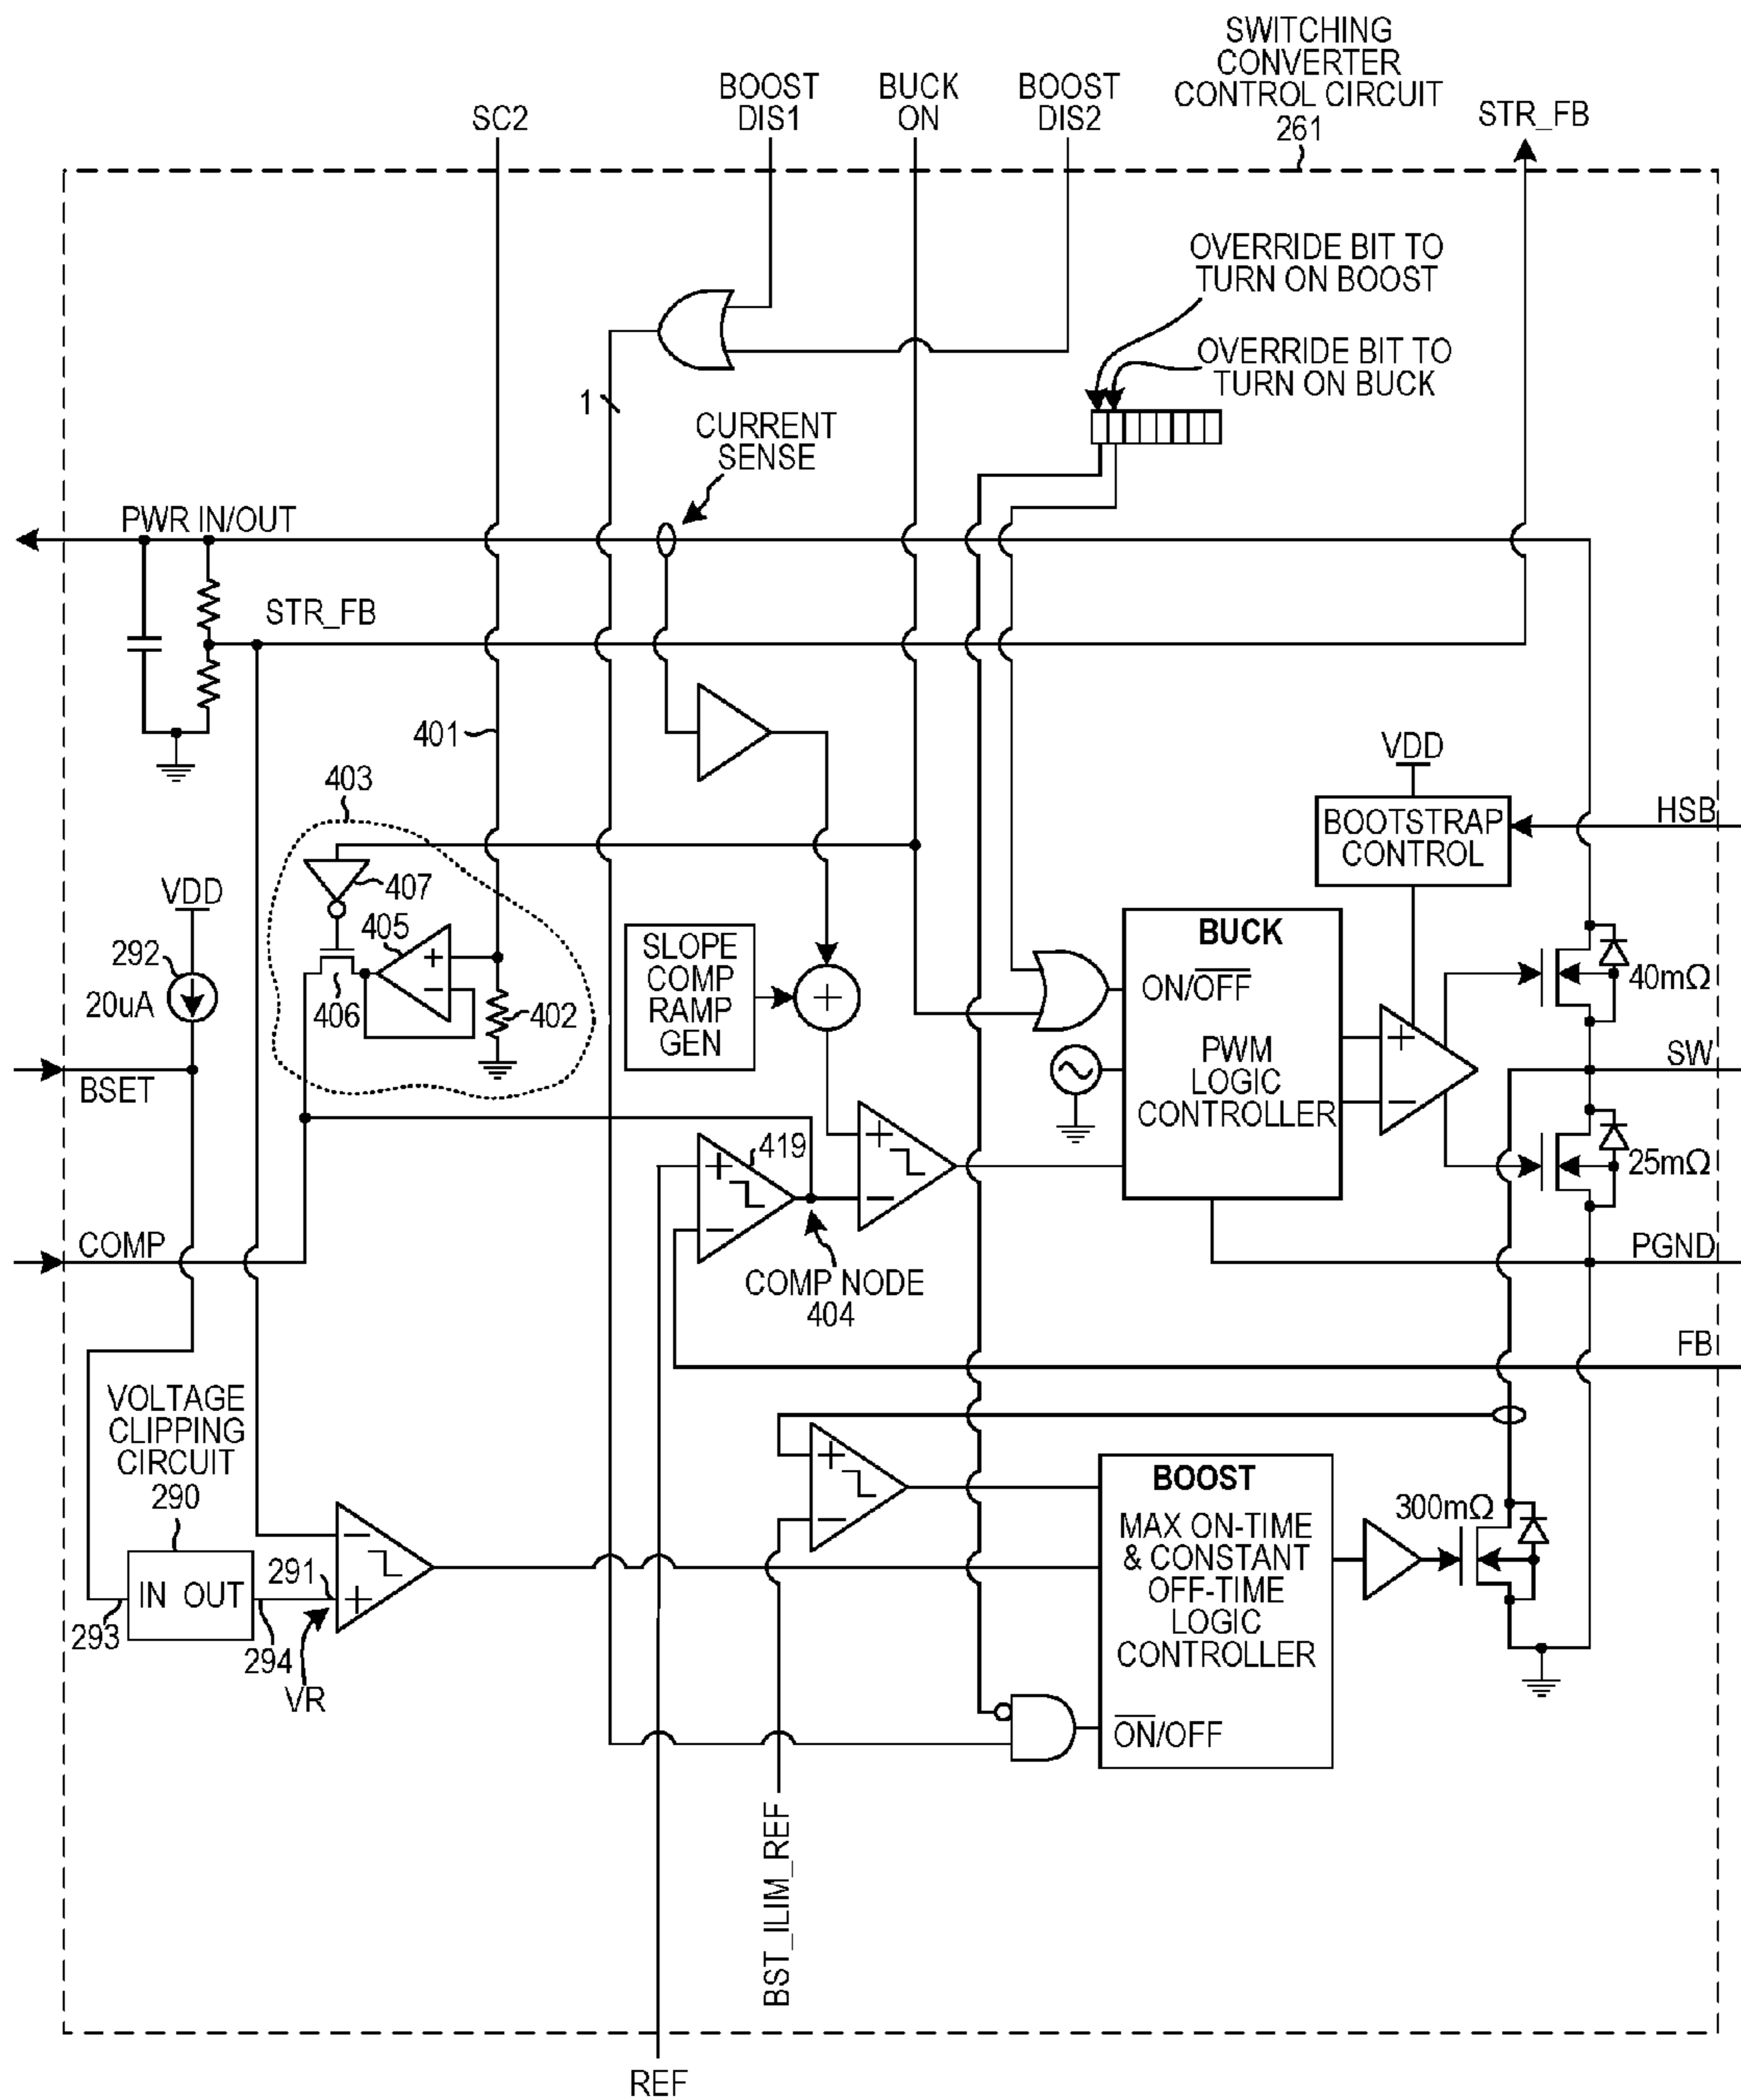 SWITCHING
CONVERTER
CONTROL CIRCUIT
261
SC2
BOOST
DIS1
BUCK
ON
BOOST
DIS2
STR_FB
OVERRIDE BIT TO
TURN ON BOOST
OVERRIDE BIT TO
TURN ON BUCK
1
CURRENT
SENSE
PWR IN/OUT
STR_FB
401
403
VDD
BOOTSTRAP
CONTROL
HSB
407
405
+
-
406
402
VDD
292
20uA
SLOPE
COMP
RAMP
GEN
+
BUCK
ON/OFF
PWM
LOGIC
CONTROLLER
+
-
40mΩ
SW
25mΩ
BSET
419
+
-
+
-
COMP
COMP NODE
404
PGND
FB
VOLTAGE
CLIPPING
CIRCUIT
290
IN OUT
293
294
291
VR
-
+
+
-
BOOST
MAX ON-TIME
& CONSTANT
OFF-TIME
LOGIC
CONTROLLER
ON/OFF
300mΩ
BST_ILIM_REF
REF